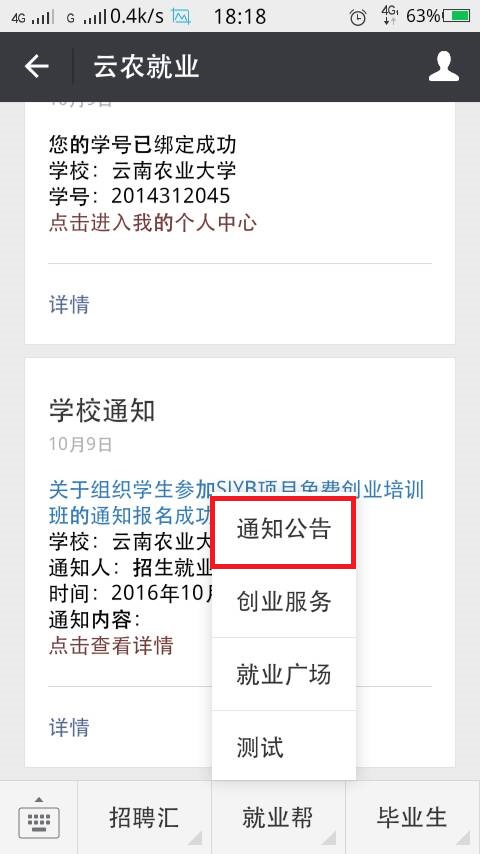 4G G 0.4k/s 18:18 4G 63%
云农就业
10月9日
您的学号已绑定成功
学校：云南农业大学
学号：2014312045
点击进入我的个人中心
详情
学校通知
10月9日
关于组织学生参加SIYB项目免费创业培训
班的通知报名成功
学校：云南农业大
通知人：招生就业
时间：2016年10月
通知内容：
点击查看详情
详情
通知公告
创业服务
就业广场
测试
招聘汇 就业帮 毕业生